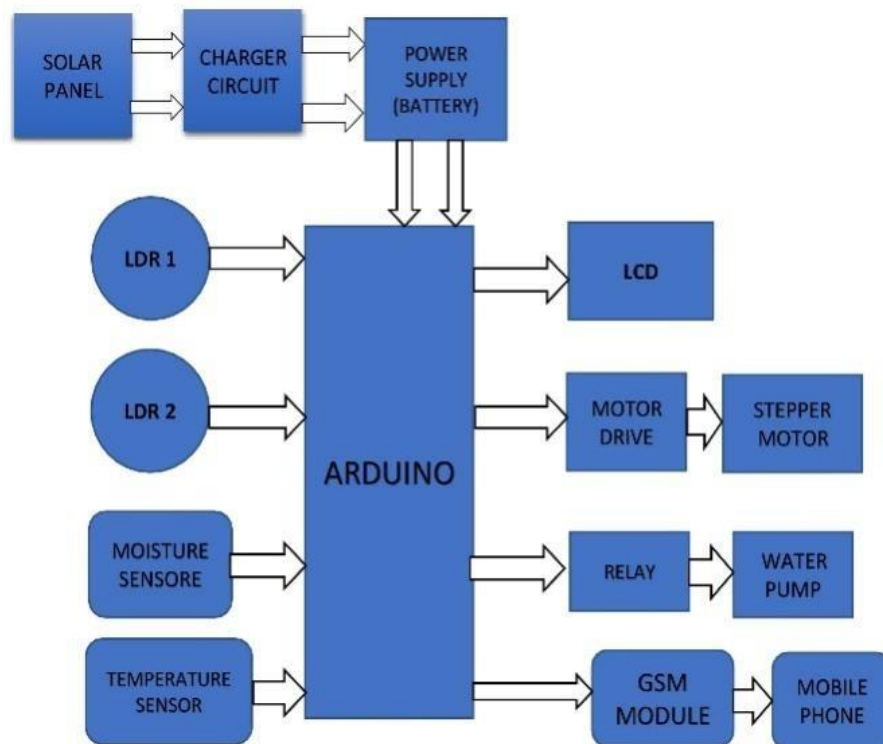 SOLAR
PANEL
CHARGER
CIRCUIT
POWER
SUPPLY
(BATTERY)
LDR 1
LCD
LDR 2
ARDUINO
MOTOR
DRIVE
STEPPER
MOTOR
MOISTURE
SENSORE
RELAY
WATER
PUMP
TEMPERATURE
SENSOR
GSM
MODULE
MOBILE
PHONE